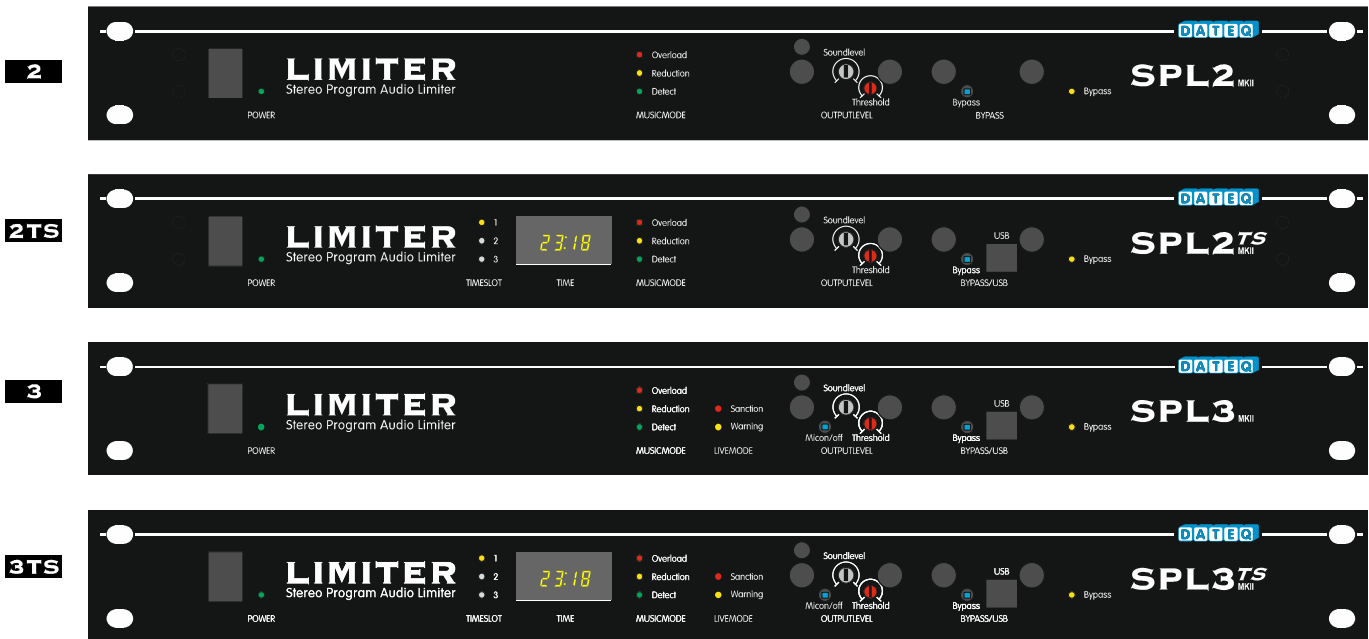 2
DATEQ
LIMITER
Stereo Program Audio Limiter
POWER
Overload
Reduction
Detect
MUSICMODE
Soundlevel
Threshold
OUTPUTLEVEL
Bypass
BYPASS
Bypass
SPL2 MKII
2TS
DATEQ
LIMITER
Stereo Program Audio Limiter
POWER
1
2
3
TIMESLOT
23:18
TIME
Overload
Reduction
Detect
MUSICMODE
Soundlevel
Threshold
OUTPUTLEVEL
USB
Bypass
BYPASS/USB
Bypass
SPL2TS MKII
3
DATEQ
LIMITER
Stereo Program Audio Limiter
POWER
Overload
Reduction
Detect
MUSICMODE
Sanction
Warning
LIVEMODE
Soundlevel
Micon/off
Threshold
OUTPUTLEVEL
USB
Bypass
BYPASS/USB
Bypass
SPL3 MKII
3TS
DATEQ
LIMITER
Stereo Program Audio Limiter
POWER
1
2
3
TIMESLOT
23:18
TIME
Overload
Reduction
Detect
MUSICMODE
Sanction
Warning
LIVEMODE
Soundlevel
Micon/off
Threshold
OUTPUTLEVEL
USB
Bypass
BYPASS/USB
Bypass
SPL3TS MKII